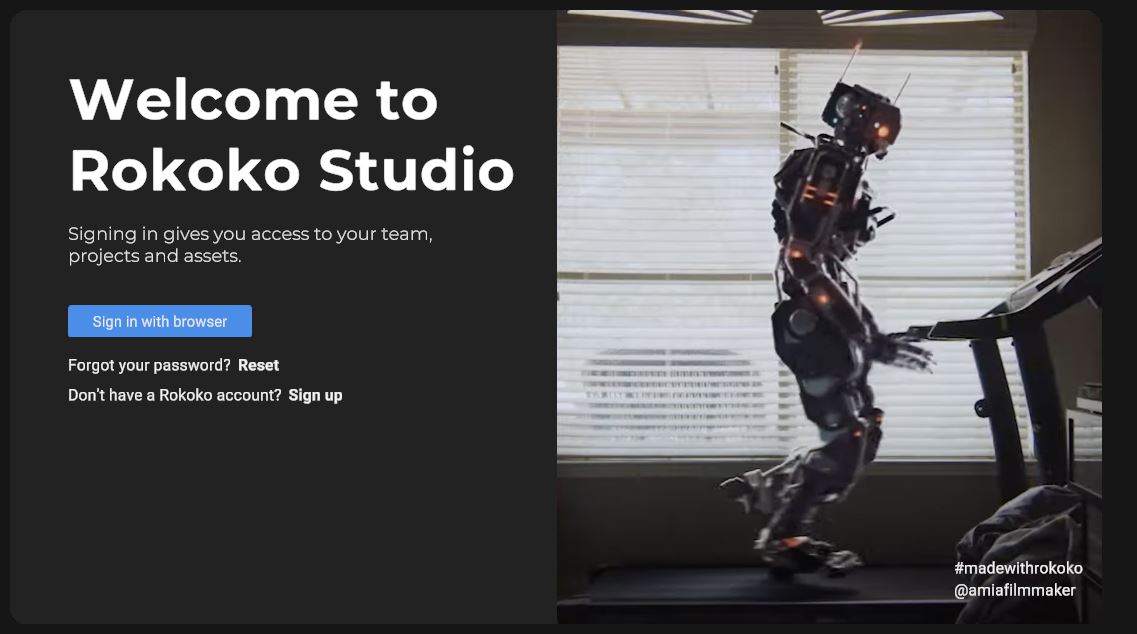 Welcome to
Rokoko Studio
Signing in gives you access to your team,
projects and assets.
Sign in with browser
Forgot your password? Reset
Don't have a Rokoko account? Sign up
#madewithrokoko
@amiafilmmaker